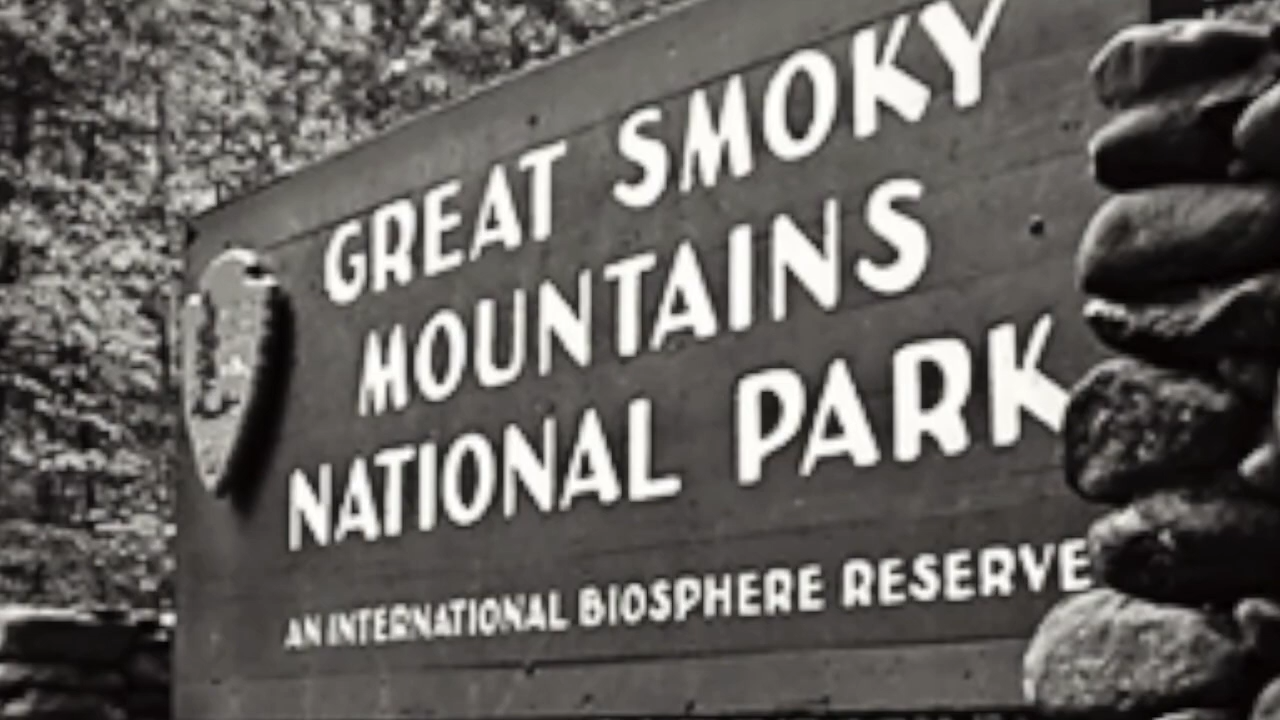 GREAT SMOKY
MOUNTAINS
NATIONAL PARK
AN INTERNATIONAL BIOSPHERE RESERVE